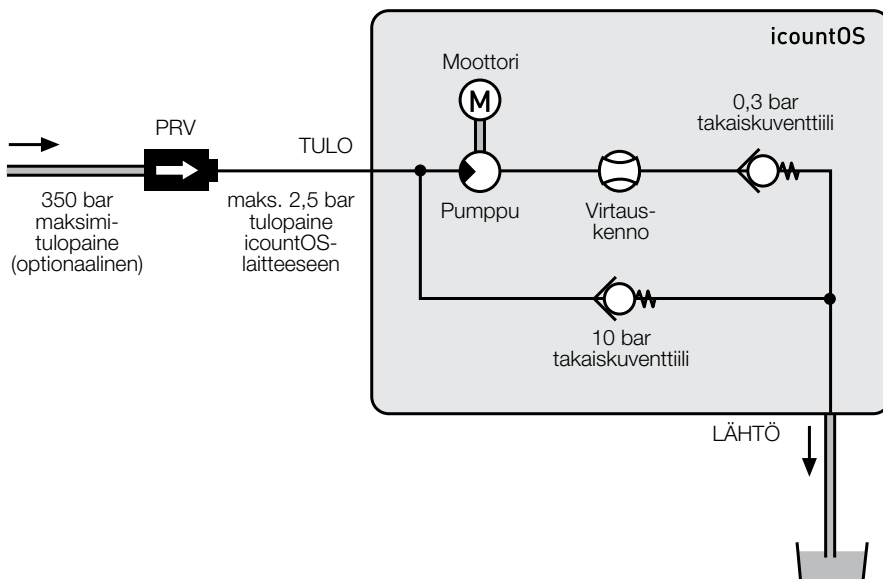 icountOS
Moottori
M
0,3 bar
takaiskuventtiili
PRV
TULO
350 bar
maksimi-
tulopaine
(optionaalinen)
maks. 2,5 bar
tulopaine
icountOS-
laitteeseen
Pumppu
Virtaus-
kenno
10 bar
takaiskuventtiili
LÄHTÖ